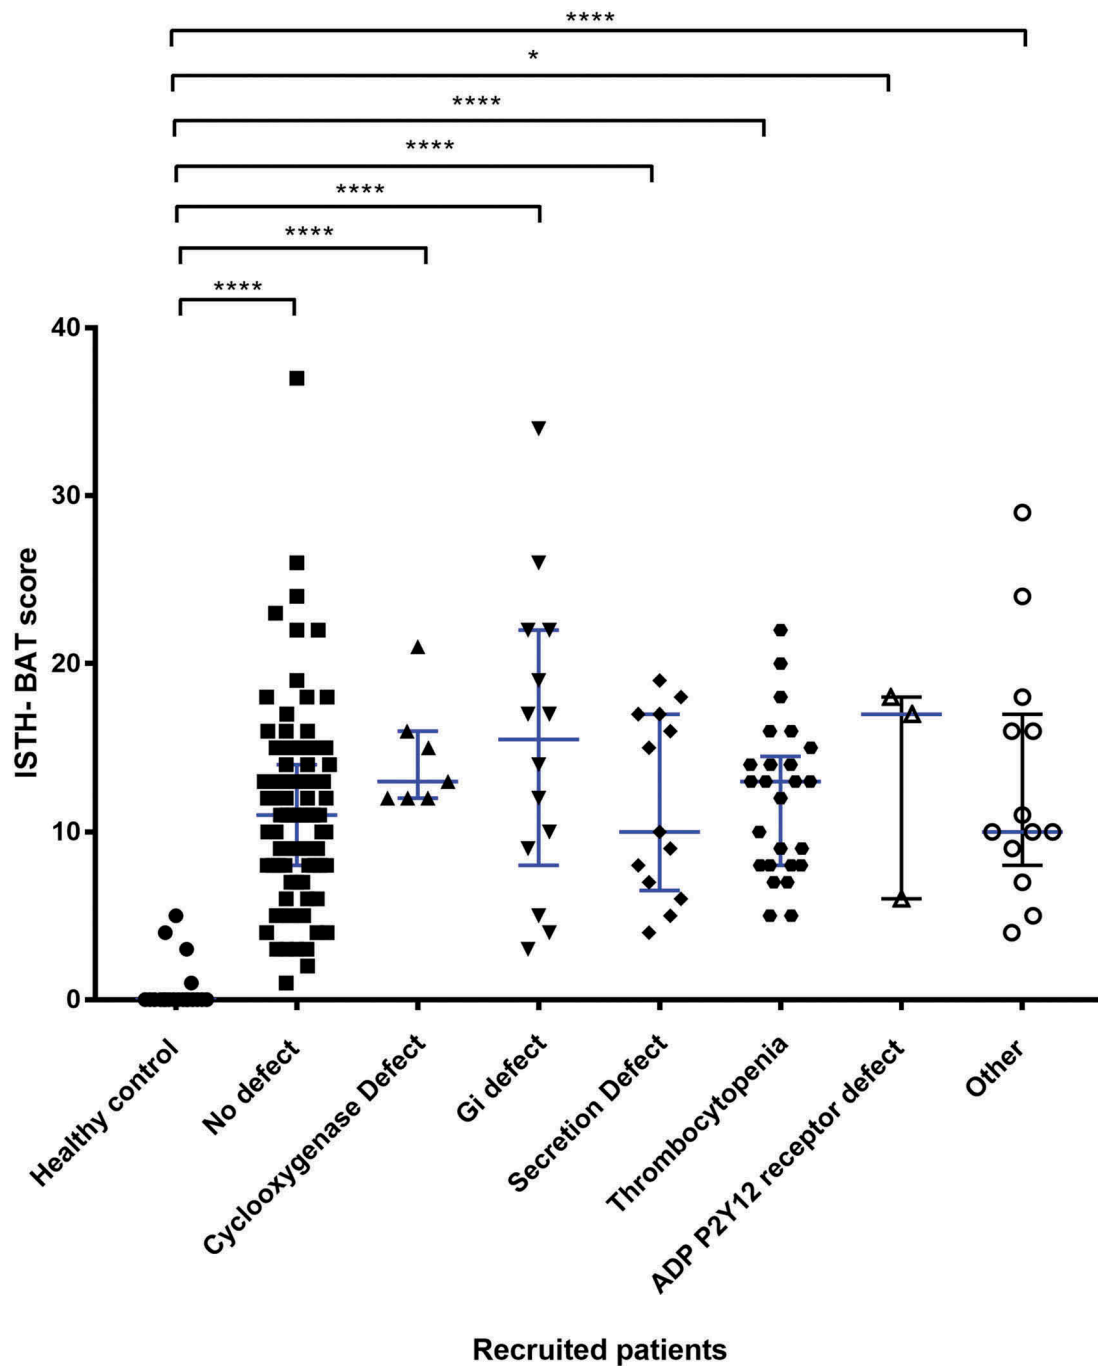 ****
*
****
****
****
****
****
40
30
20
10
0
ISTH- BAT score
Healthy control
No defect
Cyclooxygenase Defect
Gi defect
Secretion Defect
Thrombocytopenia
ADP P2Y12 receptor defect
Other
Recruited patients